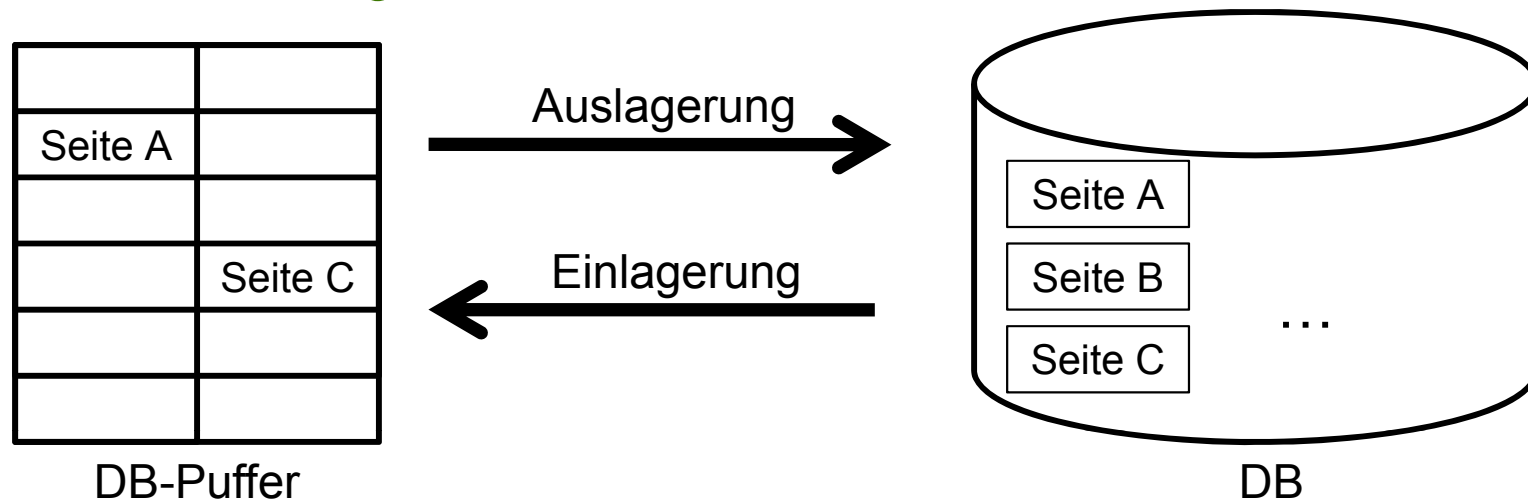 Seite A
Seite C
DB-Puffer
Auslagerung
Einlagerung
Seite A
Seite B
Seite C
...
DB